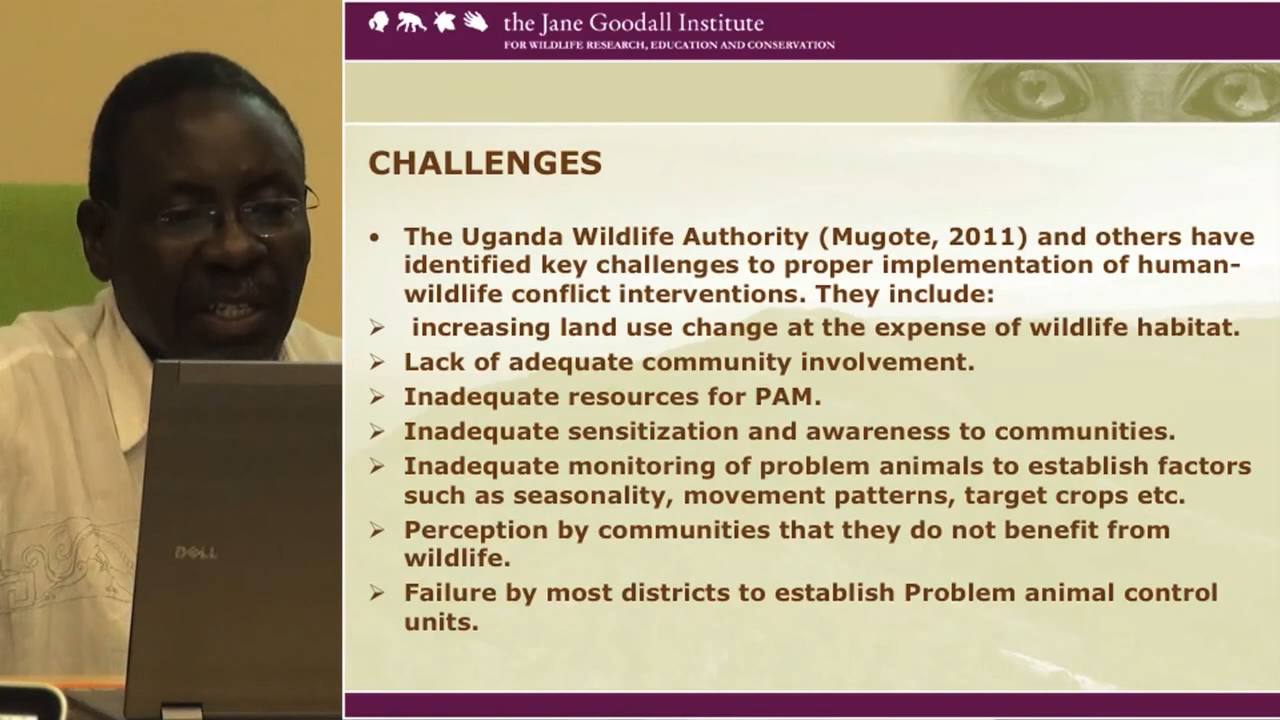 the Jane Goodall Institute
FOR WILDLIFE RESEARCH, EDUCATION AND CONSERVATION
CHALLENGES
• The Uganda Wildlife Authority (Mugote, 2011) and others have
identified key challenges to proper implementation of human-
wildlife conflict interventions. They include:
➢ increasing land use change at the expense of wildlife habitat.
➢ Lack of adequate community involvement.
➢ Inadequate resources for PAM.
➢ Inadequate sensitization and awareness to communities.
➢ Inadequate monitoring of problem animals to establish factors
such as seasonality, movement patterns, target crops etc.
➢ Perception by communities that they do not benefit from
wildlife.
➢ Failure by most districts to establish Problem animal control
units.
DELL